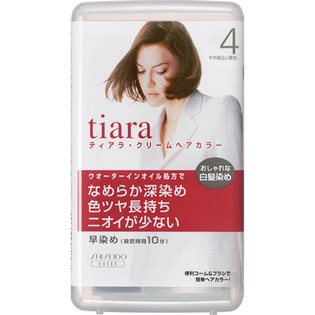 4
やや明るい栗色
tiara
ティアラ・クリームヘアカラー
ウオーターインオイル処方で
おしゃれな
白髪染め
なめらか深染め
色ツヤ長持ち
ニオイが少ない
早染め（放置時間10分）
SHISEIDO
便利コーム&ブラシで
簡単ヘアカラー!